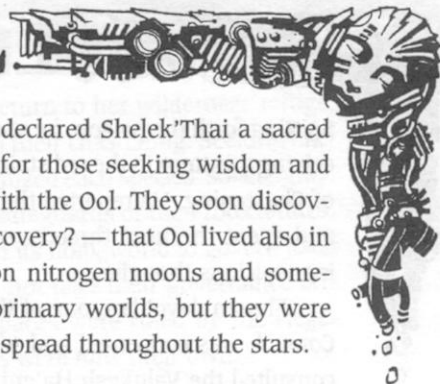 declared Shelek'Thai a sacred
for those seeking wisdom and
ith the Ool. They soon discov-
covery? — that Ool lived also in
on nitrogen moons and some-
primary worlds, but they were
spread throughout the stars.